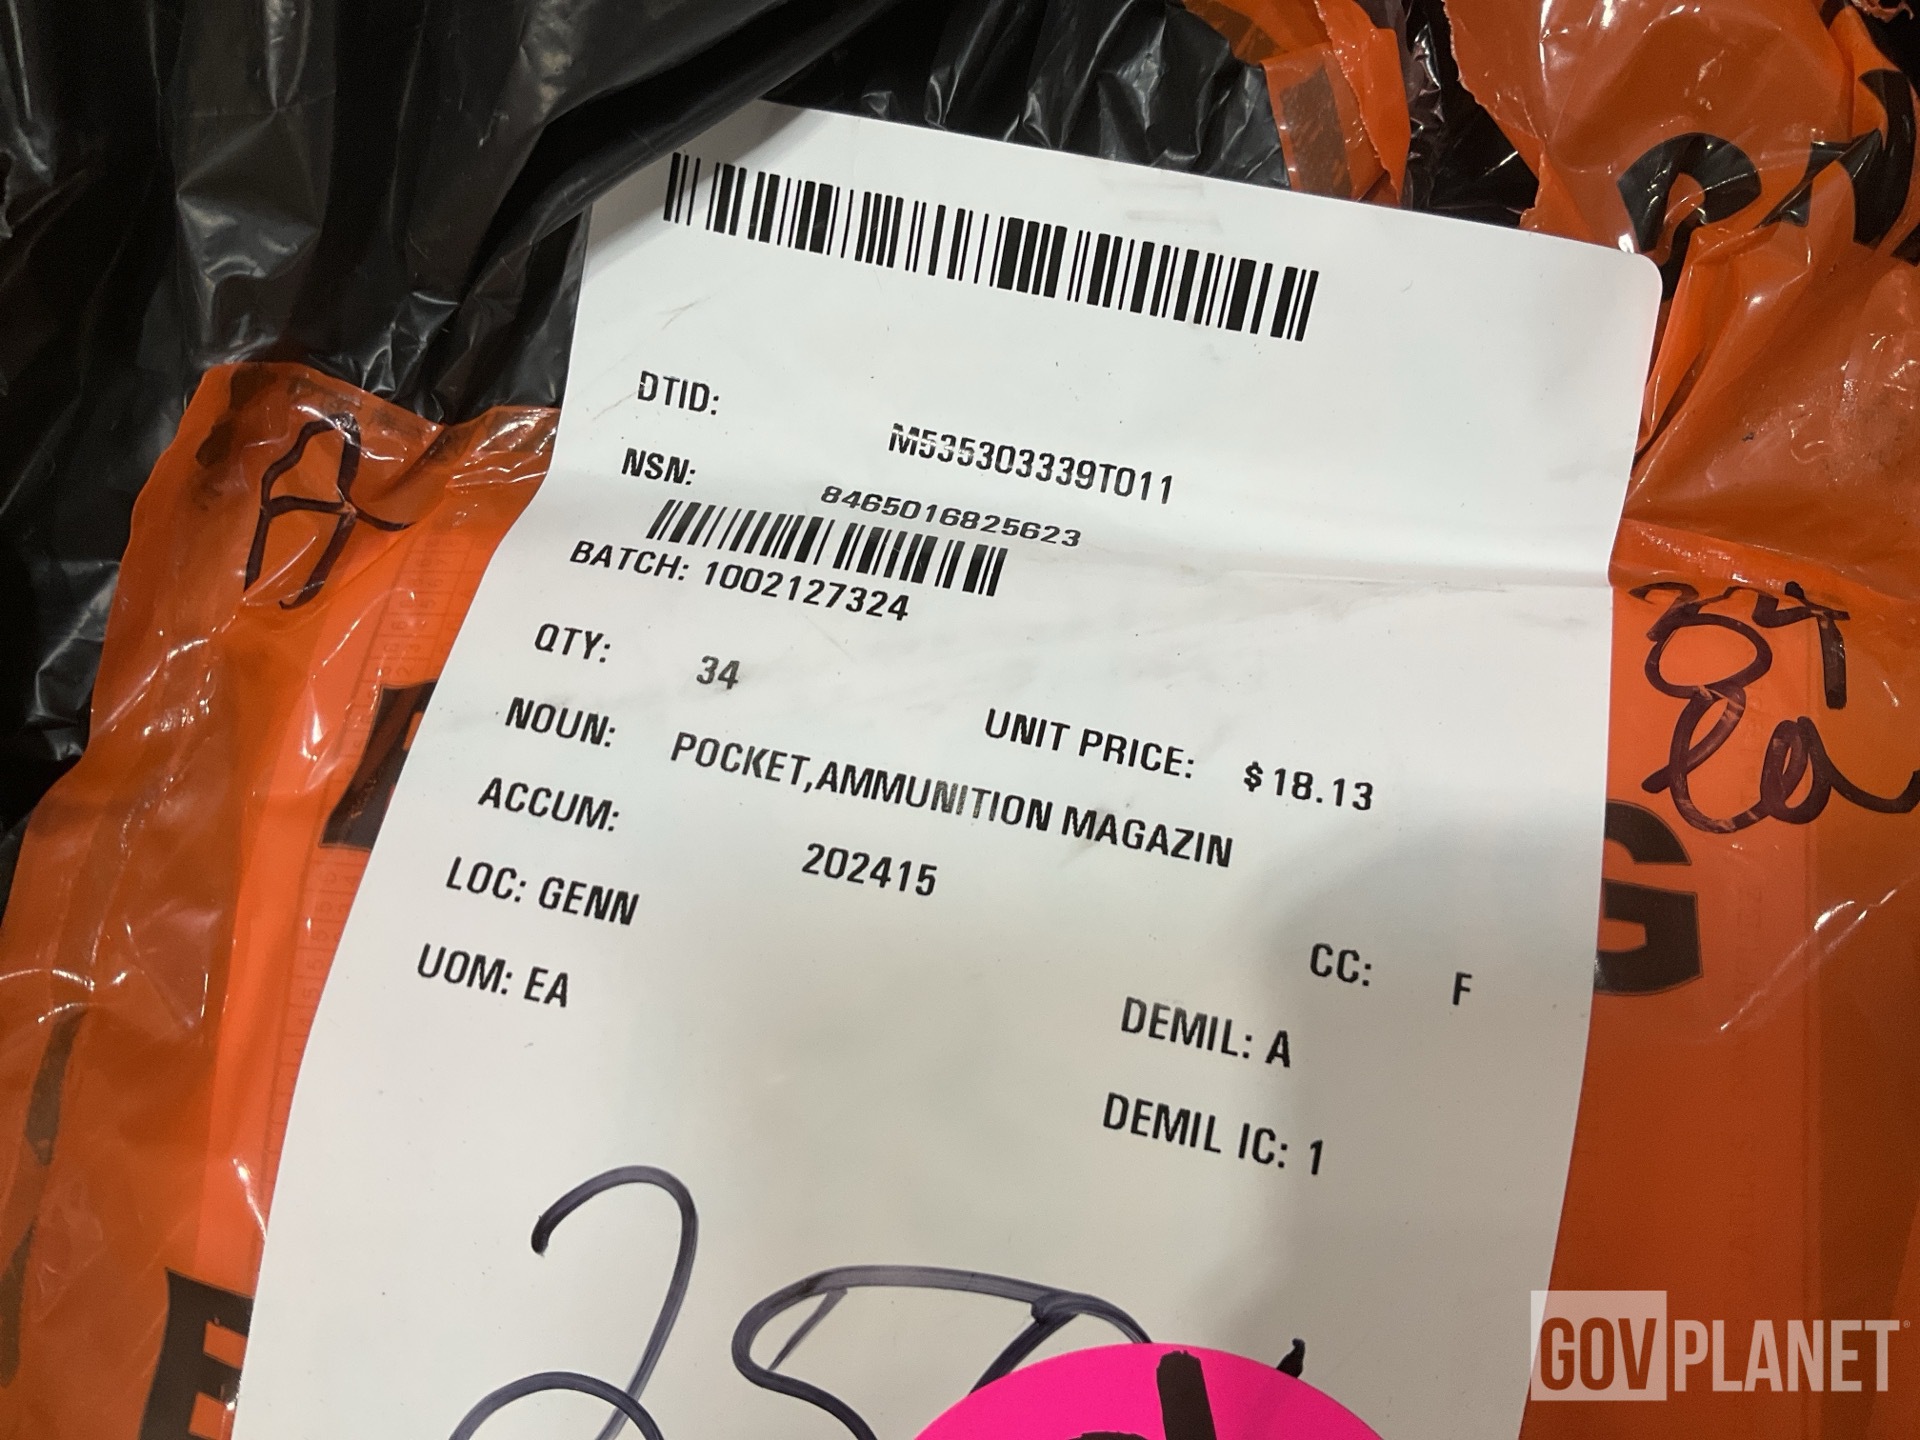 DTID: M535303339T011
NSN: 8465016825623
BATCH: 1002127324
QTY: 34
UNIT PRICE: $18.13
NOUN: POCKET,AMMUNITION MAGAZIN
ACCUM: 202415
LOC: GENN
CC: F
UOM: EA
DEMIL: A
DEMIL IC: 1
A
G
E
GOVPLANET